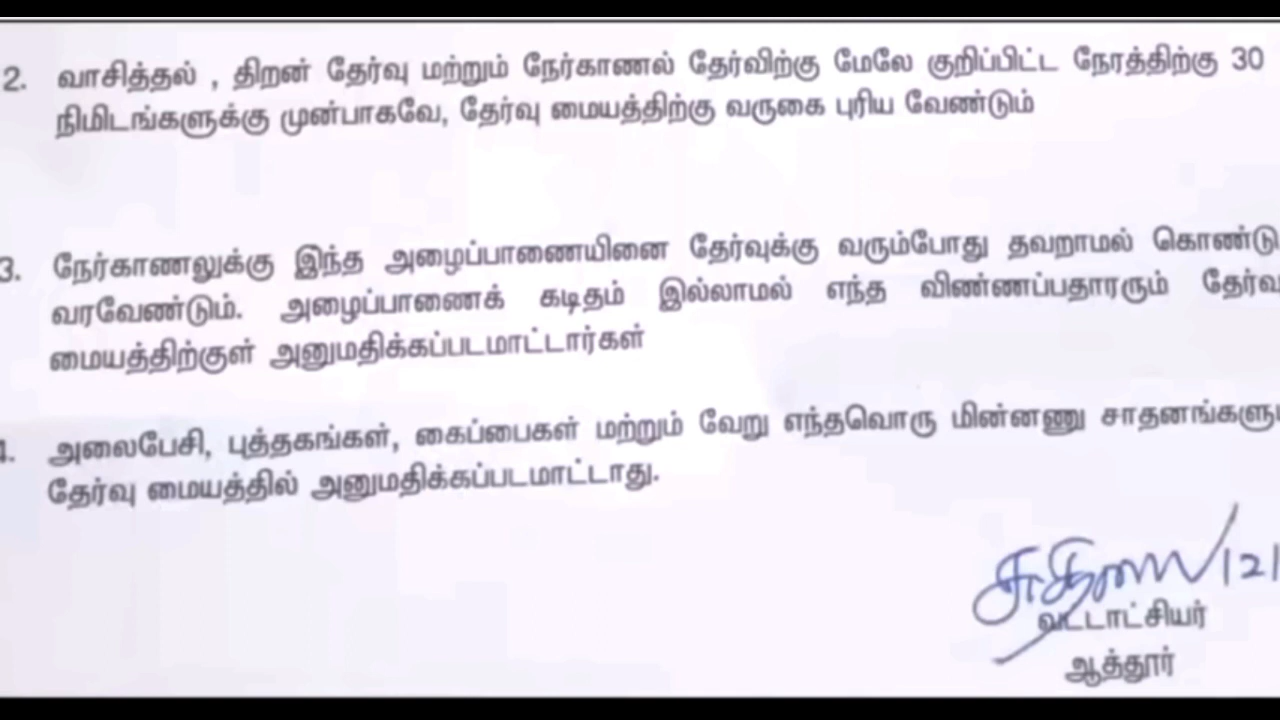 2. வாசித்தல் , திறன் தேர்வு மற்றும் நேர்காணல் தேர்விற்கு மேலே குறிப்பிட்ட நேரத்திற்கு 30
நிமிடங்களுக்கு முன்பாகவே, தேர்வு மையத்திற்கு வருகை புரிய வேண்டும்
3. நேர்காணலுக்கு இந்த அழைப்பாணையினை தேர்வுக்கு வரும்போது தவறாமல் கொண்டு
வரவேண்டும். அழைப்பாணைக் கடிதம் இல்லாமல் எந்த விண்ணப்பதாரரும் தேர்வு
மையத்திற்குள் அனுமதிக்கப்படமாட்டார்கள்
4. அலைபேசி, புத்தகங்கள், கைப்பைகள் மற்றும் வேறு எந்தவொரு மின்னணு சாதனங்களும்
தேர்வு மையத்தில் அனுமதிக்கப்படமாட்டாது.
வட்டாட்சியர்
ஆத்தூர்